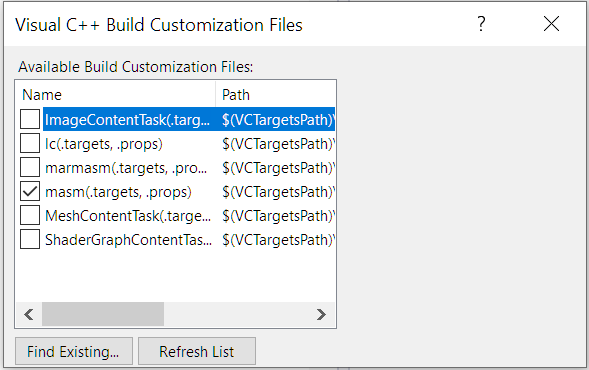 Visual C++ Build Customization Files ?
Available Build Customization Files:
Name Path
ImageContentTask(.targ... $(VCTargetsPath)\
lc(.targets, .props) $(VCTargetsPath)\
marmasm(.targets, .pro... $(VCTargetsPath)\
masm(.targets, .props) $(VCTargetsPath)\
MeshContentTask(.targe... $(VCTargetsPath)\
ShaderGraphContentTas... $(VCTargetsPath)\
Find Existing... Refresh List